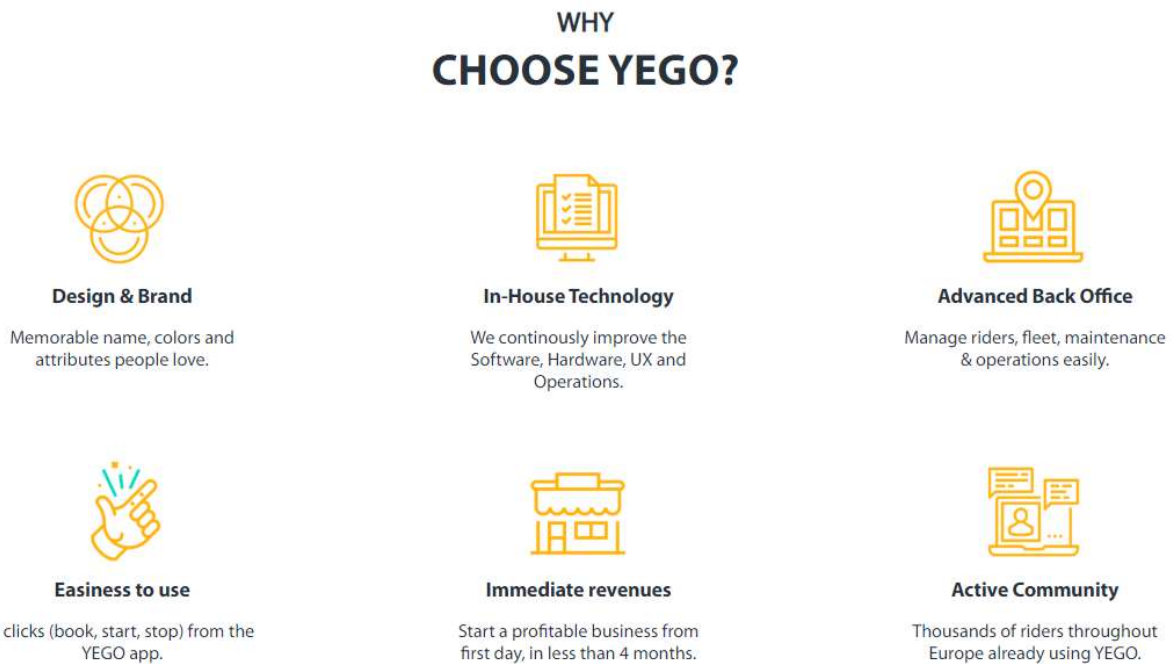 WHY
CHOOSE YEGO?
Design & Brand
Memorable name, colors and
attributes people love.
In-House Technology
We continously improve the
Software, Hardware, UX and
Operations.
Advanced Back Office
Manage riders, fleet, maintenance
& operations easily.
Easiness to use
clicks (book, start, stop) from the
YEGO app.
Immediate revenues
Start a profitable business from
first day, in less than 4 months.
Active Community
Thousands of riders throughout
Europe already using YEGO.